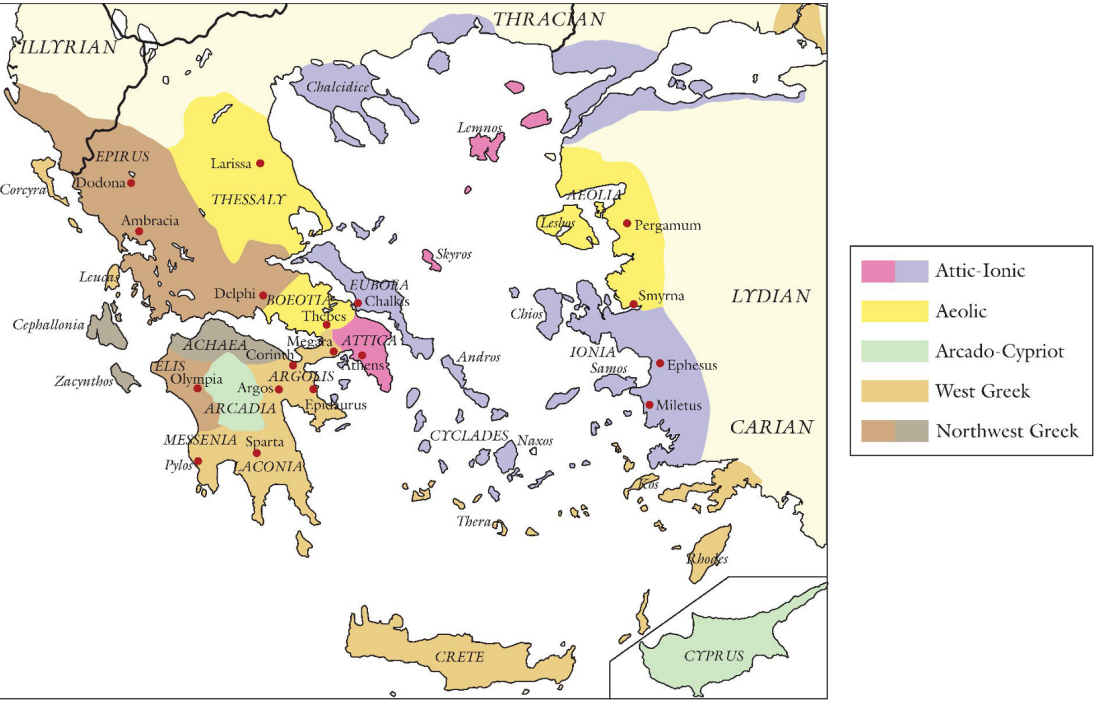 THRACIAN
ILLYRIAN
Chalcidice
Lemnos
EPIRUS
Larissa
Dodona
Corcyra
THESSALY
AEOLIA
Ambracia
Lesbos
Pergamum
Skyros
Leucas
EUBOEA
Delphi
BOEOTIA
Chalkis
Smyrna
LYDIAN
Cephallonia
Thebes
Chios
ACHAEA
Megara
ATTICA
Corinth
IONIA
Andros
ELIS
Athens
Samos
Ephesus
Zacynthos
Olympia
ARGOLIS
Argos
ARCADIA
Epidaurus
Miletus
CARIAN
MESSENIA
Sparta
CYCLADES
Naxos
Pylos
LACONIA
Kos
Thera
Rhodes
CRETE
CYPRUS
Attic-Ionic
Aeolic
Arcado-Cypriot
West Greek
Northwest Greek